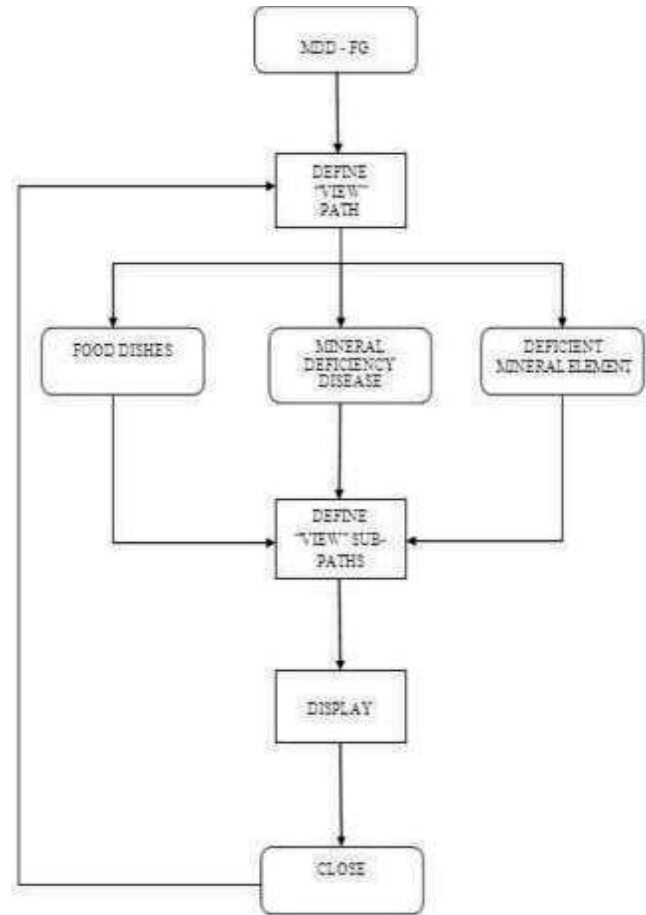 MDD - FG
DEFINE
"VIEW"
PATH
FOOD DISHES
MINERAL
DEFICIENCY
DISEASE
DEFICIENT
MINERAL ELEMENT
DEFINE
"VIEW" SUB-
PATHS
DISPLAY
CLOSE